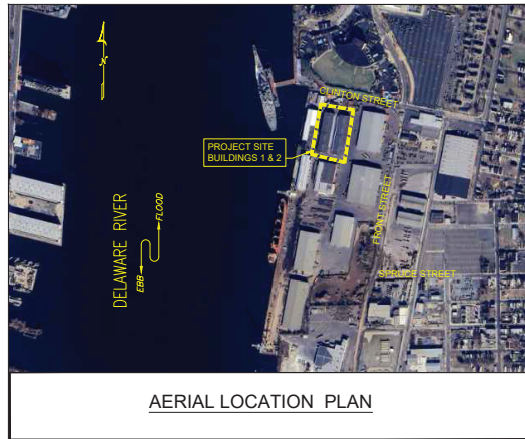 N
CLINTON STREET
PROJECT SITE
BUILDINGS 1 & 2
FRONT STREET
DELAWARE RIVER
EBB
FLOOD
SPRUCE STREET
AERIAL LOCATION PLAN